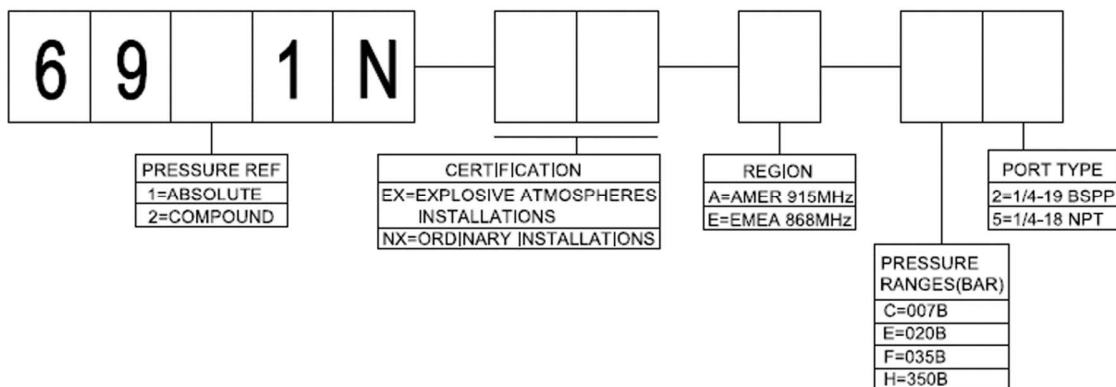 6 9 1 N
PRESSURE REF
1=ABSOLUTE
2=COMPOUND
CERTIFICATION
EX=EXPLOSIVE ATMOSPHERES
INSTALLATIONS
NX=ORDINARY INSTALLATIONS
REGION
A=AMER 915MHz
E=EMEA 868MHz
PORT TYPE
2=1/4-19 BSPP
5=1/4-18 NPT
PRESSURE
RANGES(BAR)
C=007B
E=020B
F=035B
H=350B